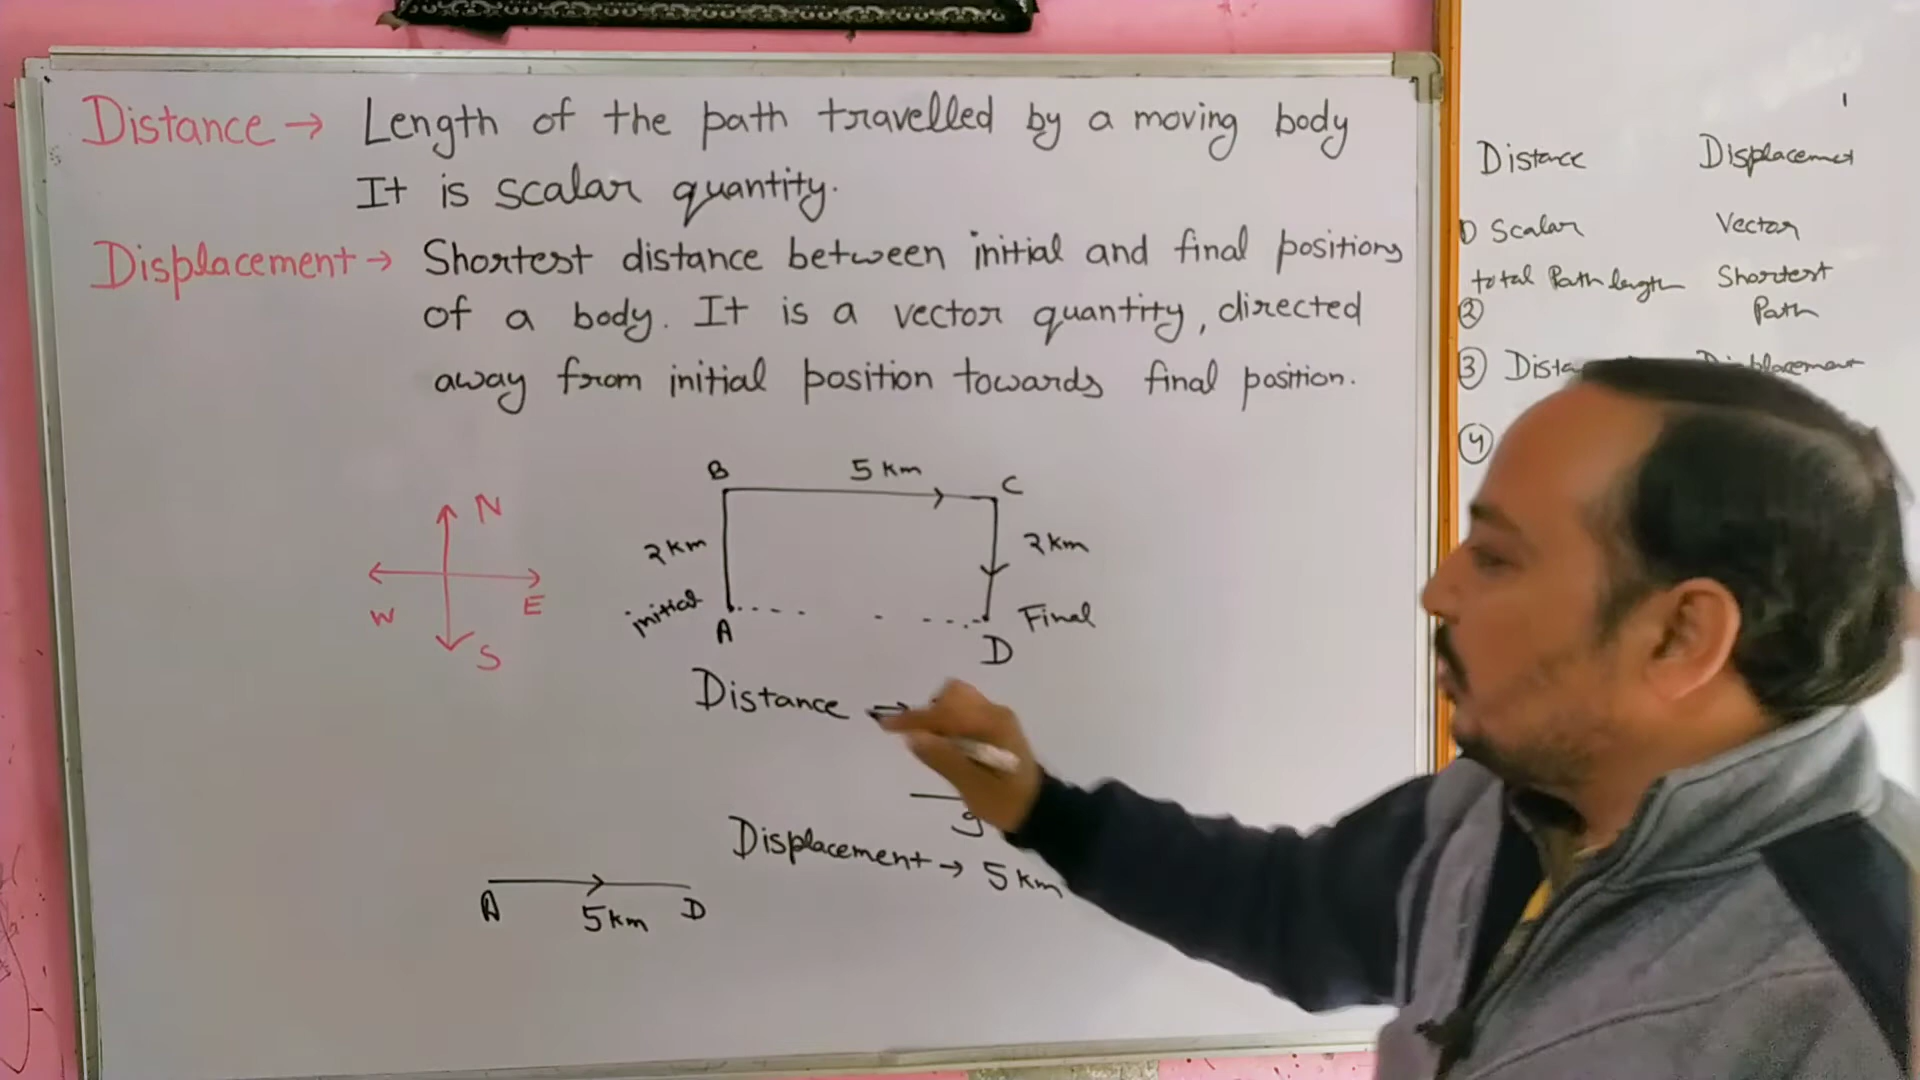 Distance → Length of the path travelled by a moving body
It is scalar quantity.
Displacement → Shortest distance between initial and final positions
of a body. It is a vector quantity, directed
away from initial position towards final position.
N
W E
S
B 5 Km C
2 Km 2 Km
initial Final
A D
Distance →
9
Displacement → 5 Km
A 5 Km D
Distance Displacemet
1) Scalar Vector
total Path length Shortest
② Path
③ Displacement
④